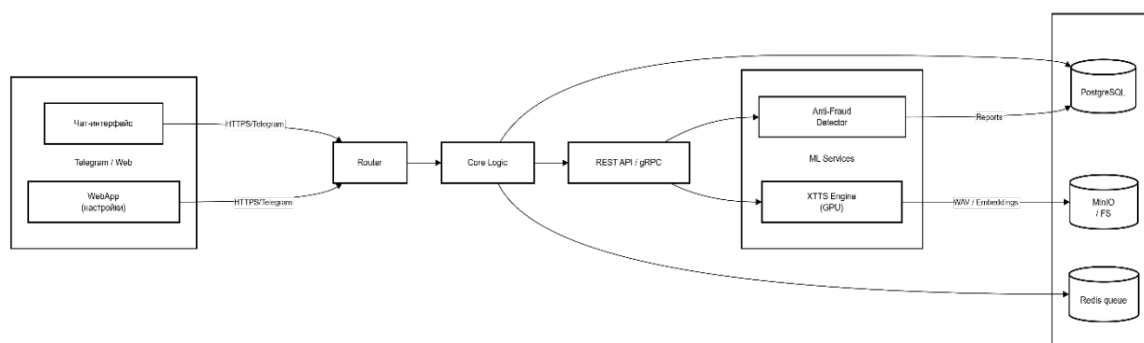 Чат-интерфейс
Telegram / Web
WebApp
(настройки)
HTTPS/Telegram
HTTPS/Telegram
Router
Core Logic
REST API / gRPC
Anti-Fraud
Detector
ML Services
XTTS Engine
(GPU)
Reports
WAV / Embeddings
PostgreSQL
MinIO
/ FS
Redis queue